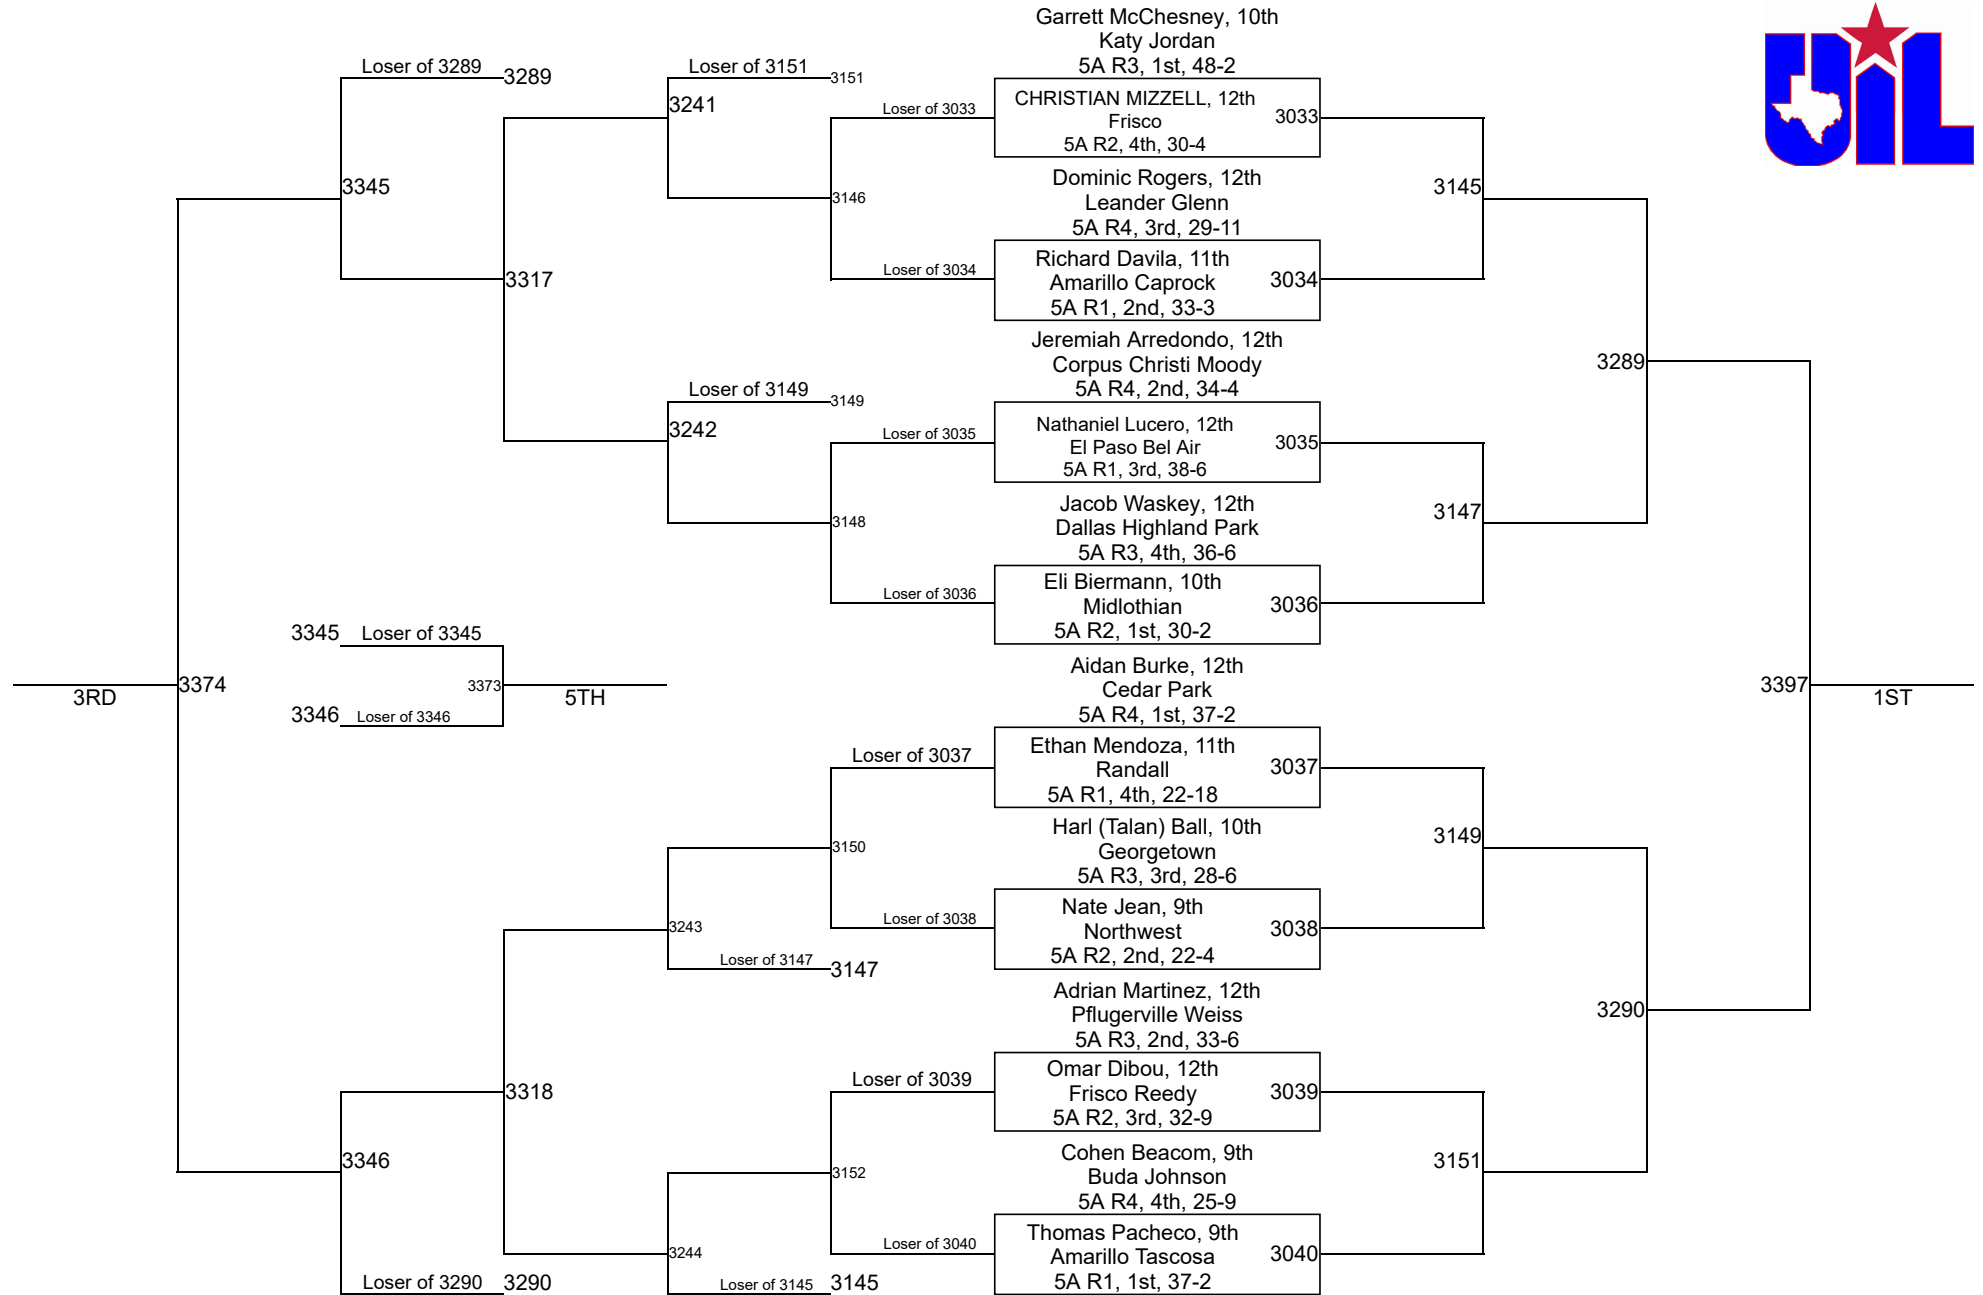 Garrett McChesney, 10th
Katy Jordan
5A R3, 1st, 48-2
Loser of 3289 3289
Loser of 3151 3151
3241
Loser of 3033
CHRISTIAN MIZZELL, 12th
Frisco
5A R2, 4th, 30-4
3033
UIL
3345
3146
Dominic Rogers, 12th
Leander Glenn
5A R4, 3rd, 29-11
3145
3317
Loser of 3034
Richard Davila, 11th
Amarillo Caprock
5A R1, 2nd, 33-3
3034
Jeremiah Arredondo, 12th
Corpus Christi Moody
5A R4, 2nd, 34-4
3289
Loser of 3149 3149
3242
Loser of 3035
Nathaniel Lucero, 12th
El Paso Bel Air
5A R1, 3rd, 38-6
3035
3148
Jacob Waskey, 12th
Dallas Highland Park
5A R3, 4th, 36-6
3147
Loser of 3036
Eli Biermann, 10th
Midlothian
5A R2, 1st, 30-2
3036
3345 Loser of 3345
3RD
3374
3373
5TH
3346 Loser of 3346
Aidan Burke, 12th
Cedar Park
5A R4, 1st, 37-2
3397
1ST
Loser of 3037
Ethan Mendoza, 11th
Randall
5A R1, 4th, 22-18
3037
3150
Harl (Talan) Ball, 10th
Georgetown
5A R3, 3rd, 28-6
3149
3243
Loser of 3147 3147
Loser of 3038
Nate Jean, 9th
Northwest
5A R2, 2nd, 22-4
3038
Adrian Martinez, 12th
Pflugerville Weiss
5A R3, 2nd, 33-6
3290
3318
Loser of 3039
Omar Dibou, 12th
Frisco Reedy
5A R2, 3rd, 32-9
3039
3346
3152
Cohen Beacom, 9th
Buda Johnson
5A R4, 4th, 25-9
3151
3244
Loser of 3040
Thomas Pacheco, 9th
Amarillo Tascosa
5A R1, 1st, 37-2
3040
Loser of 3290 3290
Loser of 3145 3145